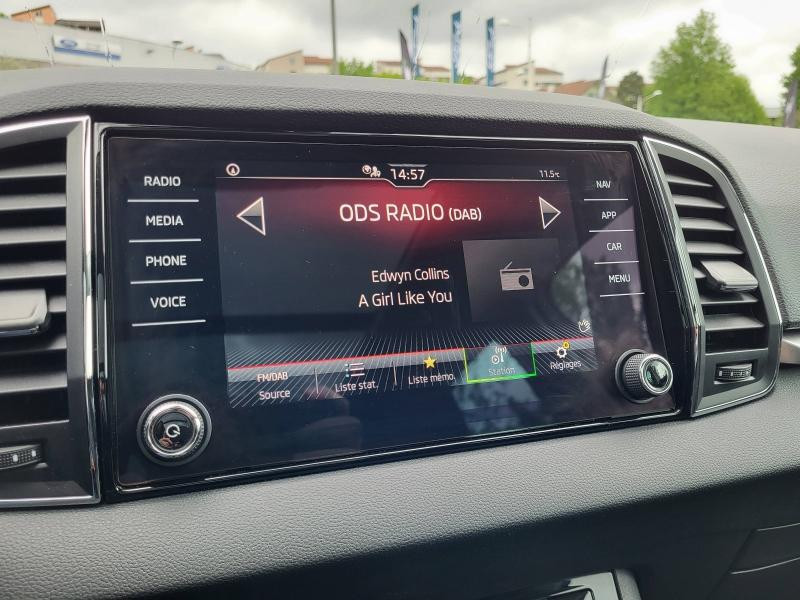 Ford
14:57
11.5°C
RADIO
MEDIA
PHONE
VOICE
ODS RADIO (DAB)
Edwyn Collins
A Girl Like You
FM/DAB
Source
Liste stat.
Liste mémo.
Station
Réglages
NAV
APP
CAR
MENU